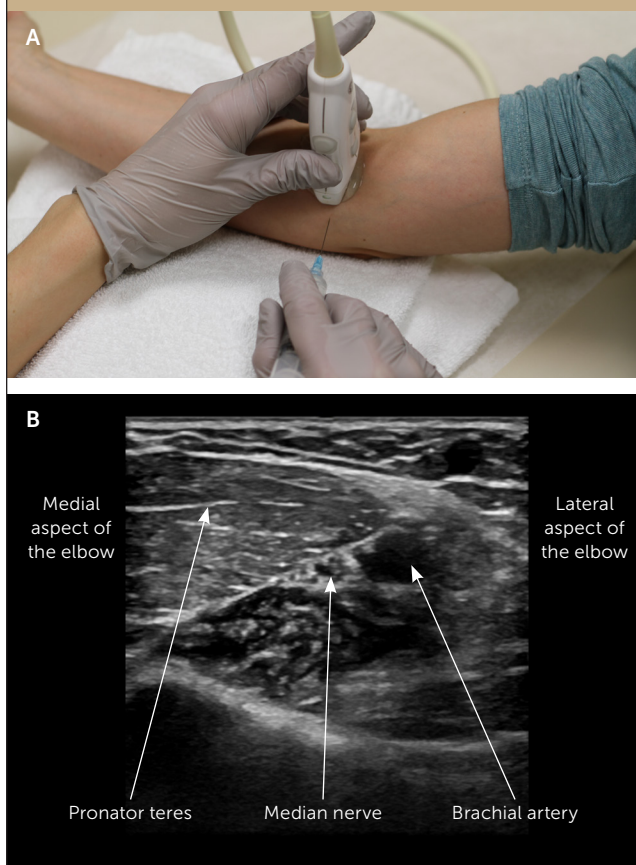 A
B
Medial
aspect of
the elbow
Lateral
aspect of
the elbow
Pronator teres
Median nerve
Brachial artery